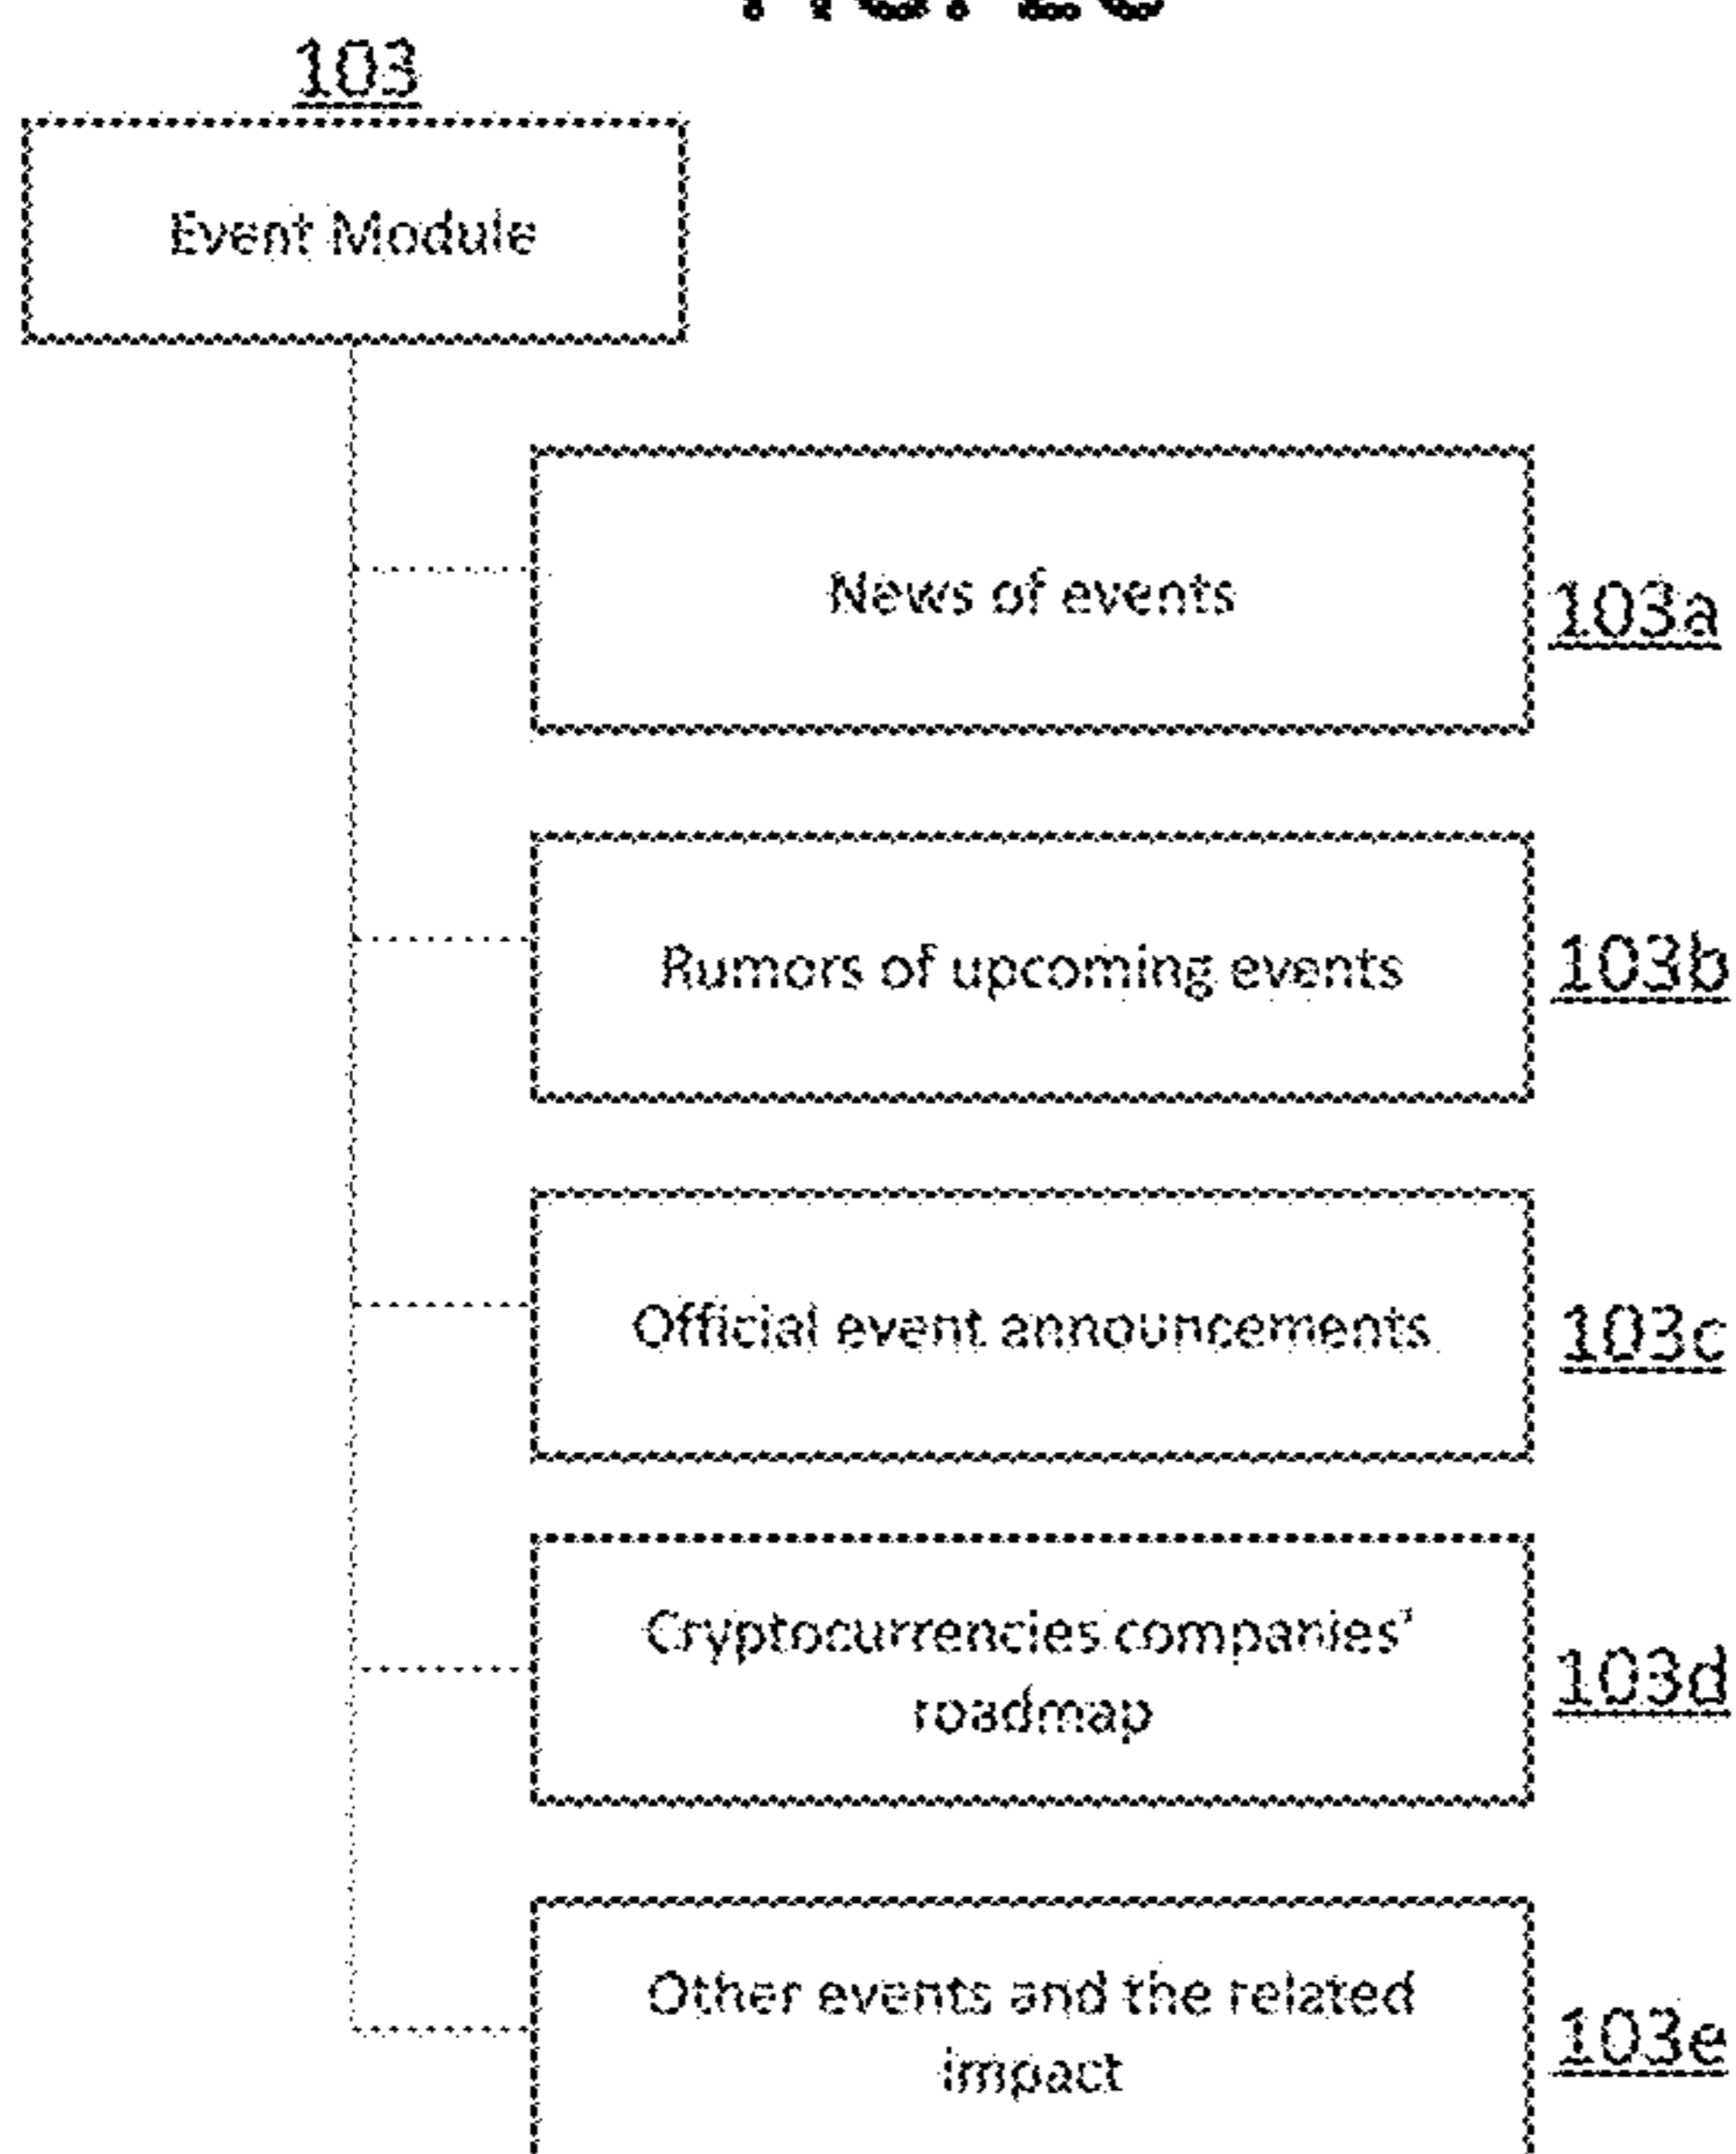 103
Event Module
News of events
103a
Rumors of upcoming events
103b
Official event announcements
103c
Cryptocurrencies companies'
roadmap
103d
Other events and the related
impact
103e